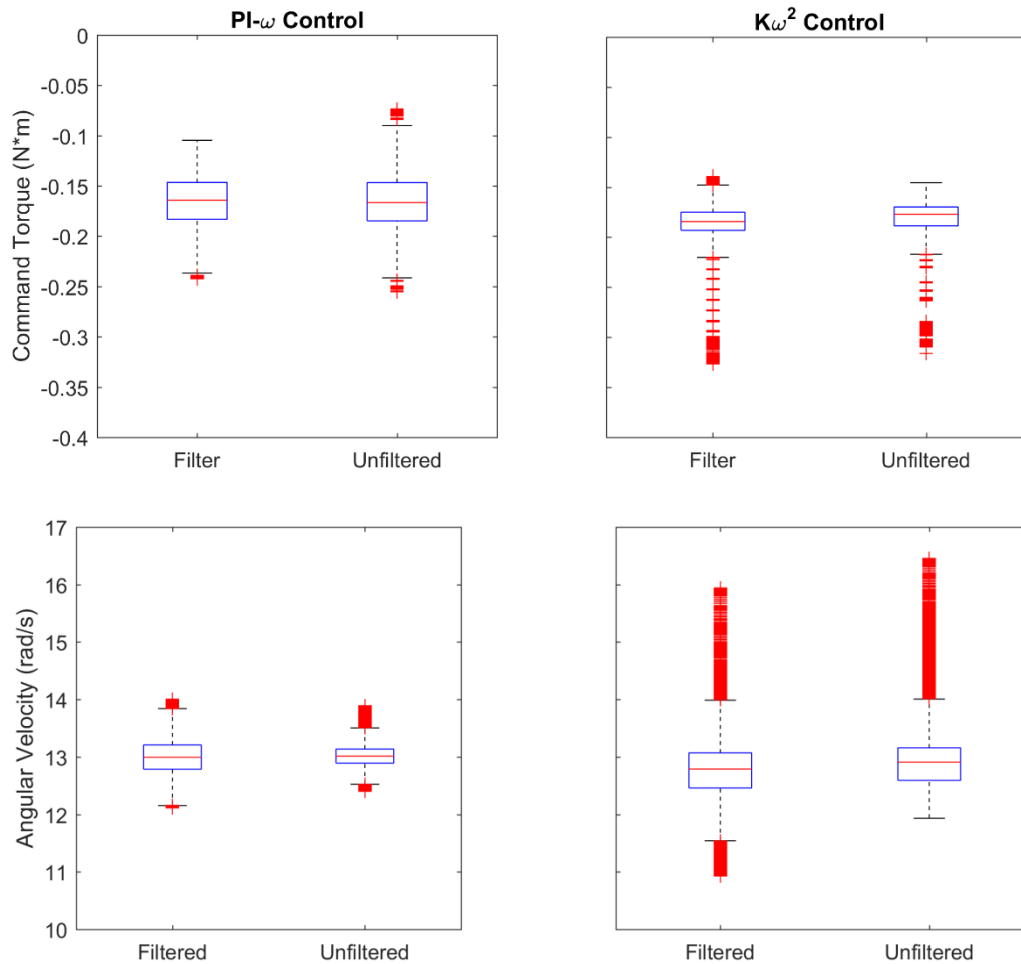 PI-ω Control
Kω² Control
Command Torque (N*m)
0
-0.05
-0.1
-0.15
-0.2
-0.25
-0.3
-0.35
-0.4
Filter
Unfiltered
Filter
Unfiltered
Angular Velocity (rad/s)
17
16
15
14
13
12
11
10
Filtered
Unfiltered
Filtered
Unfiltered